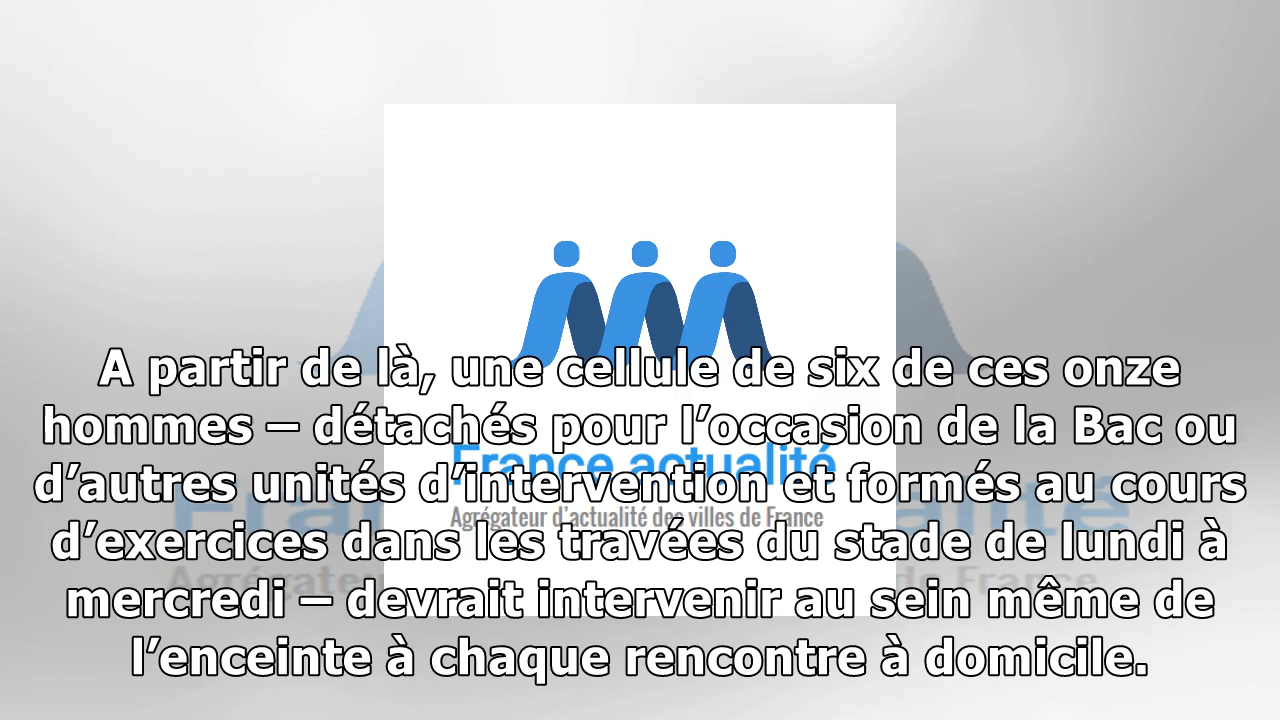 A partir de là, une cellule de six de ces onze
hommes – détachés pour l’occasion de la Bac ou
d’autres unités d’intervention et formés au cours
d’exercices dans les travées du stade de lundi à
mercredi – devrait intervenir au sein même de
l’enceinte à chaque rencontre à domicile.
France actualité
Agrégateur d’actualité des villes de France